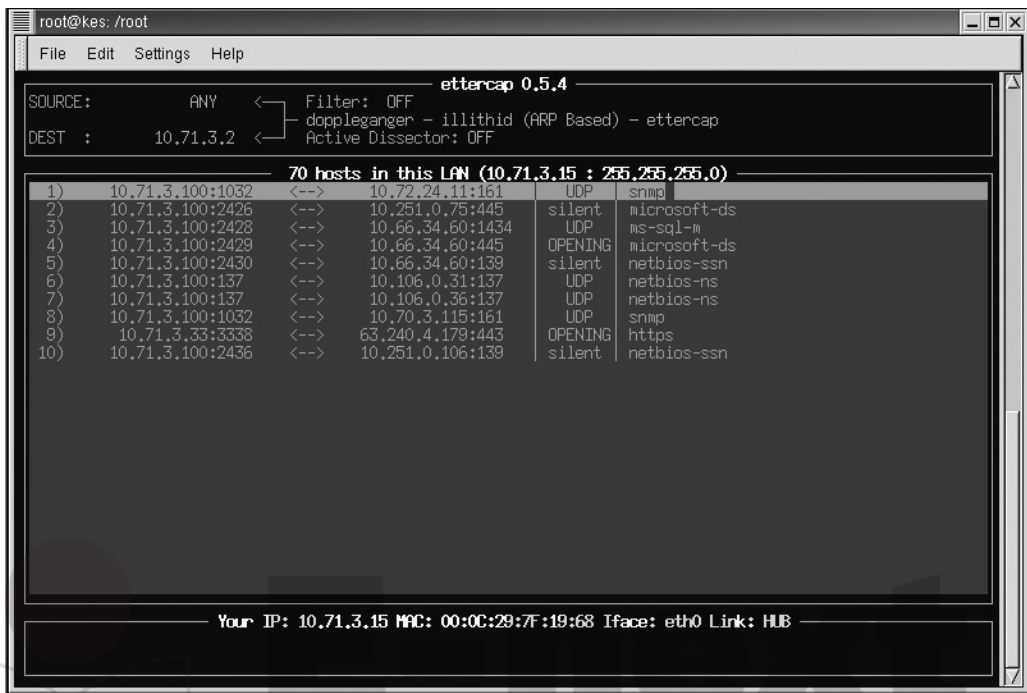 root@kes: /root
File Edit Settings Help
ettercap 0.5.4
SOURCE: ANY <— Filter: OFF
doppleganger – illithid (ARP Based) – ettercap
DEST : 10.71.3.2 <— Active Dissector: OFF
70 hosts in this LAN (10.71.3.15 : 255.255.255.0)
1) 10.71.3.100:1032 <--> 10.72.24.11:161 | UDP | snmp
2) 10.71.3.100:2426 <--> 10.251.0.75:445 | silent | microsoft-ds
3) 10.71.3.100:2428 <--> 10.66.34.60:1434 | UDP | ms-sql-m
4) 10.71.3.100:2429 <--> 10.66.34.60:445 | OPENING | microsoft-ds
5) 10.71.3.100:2430 <--> 10.66.34.60:139 | silent | netbios-ssn
6) 10.71.3.100:137 <--> 10.106.0.31:137 | UDP | netbios-ns
7) 10.71.3.100:137 <--> 10.106.0.36:137 | UDP | netbios-ns
8) 10.71.3.100:1032 <--> 10.70.3.115:161 | UDP | snmp
9) 10.71.3.33:3338 <--> 63.240.4.179:443 | OPENING | https
10) 10.71.3.100:2436 <--> 10.251.0.106:139 | silent | netbios-ssn
Your IP: 10.71.3.15 MAC: 00:0C:29:7F:19:68 Iface: eth0 Link: HUB